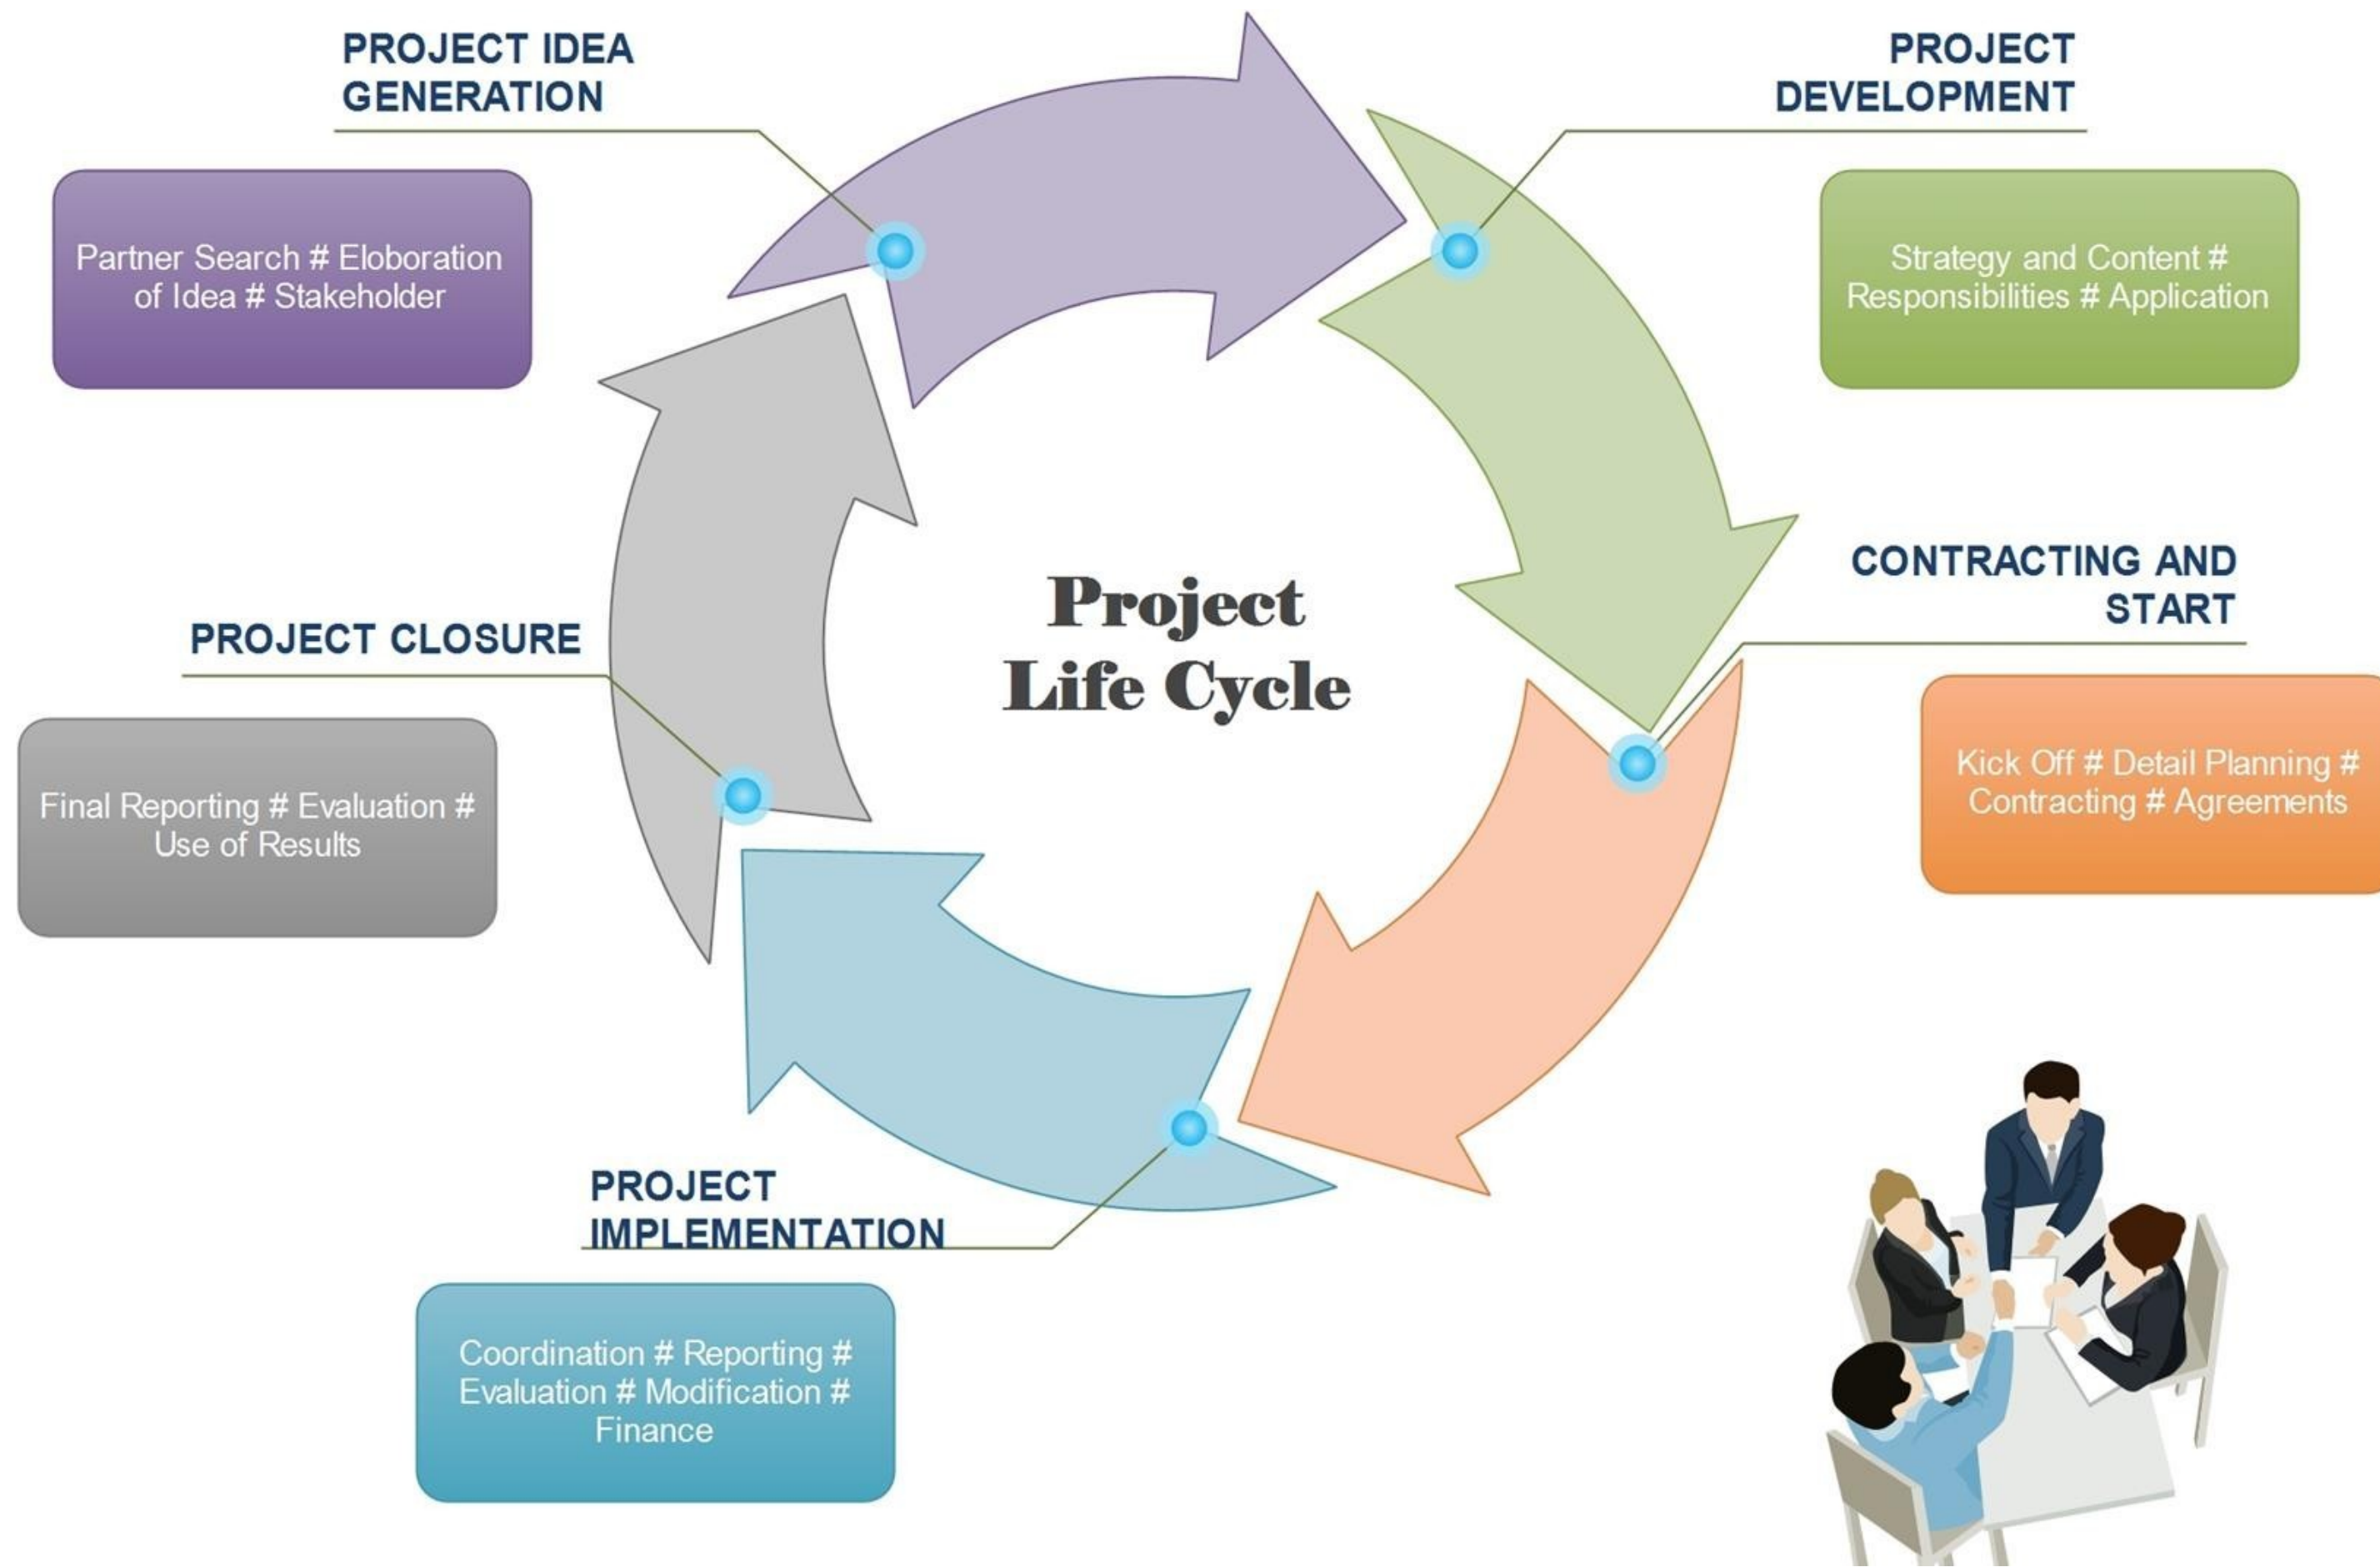 PROJECT IDEA
GENERATION
Partner Search # Eloboration
of Idea # Stakeholder
PROJECT
DEVELOPMENT
Strategy and Content #
Responsibilities # Application
CONTRACTING AND
START
Kick Off # Detail Planning #
Contracting # Agreements
Project
Life Cycle
PROJECT CLOSURE
Final Reporting # Evaluation #
Use of Results
PROJECT
IMPLEMENTATION
Coordination # Reporting #
Evaluation # Modification #
Finance